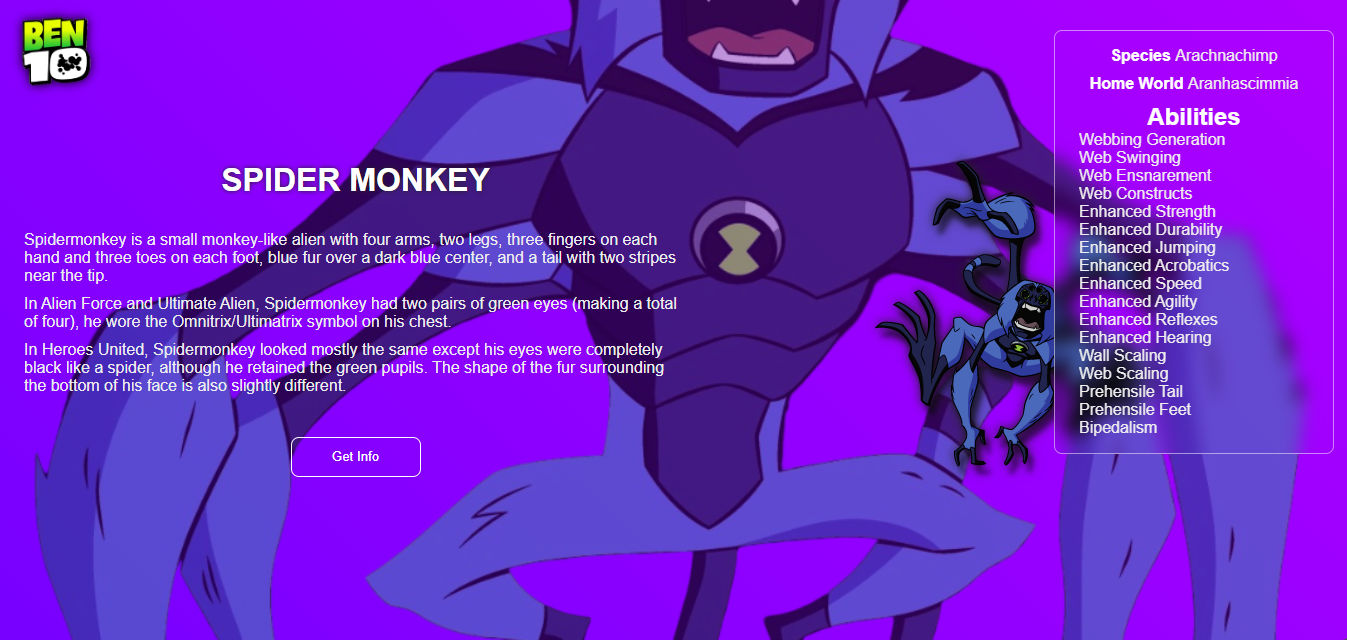 BEN
10
SPIDER MONKEY
Spidermonkey is a small monkey-like alien with four arms, two legs, three fingers on each
hand and three toes on each foot, blue fur over a dark blue center, and a tail with two stripes
near the tip.
In Alien Force and Ultimate Alien, Spidermonkey had two pairs of green eyes (making a total
of four), he wore the Omnitrix/Ultimatrix symbol on his chest.
In Heroes United, Spidermonkey looked mostly the same except his eyes were completely
black like a spider, although he retained the green pupils. The shape of the fur surrounding
the bottom of his face is also slightly different.
Get Info
Species Arachnachimp
Home World Aranhascimmia
Abilities
Webbing Generation
Web Swinging
Web Ensnarement
Web Constructs
Enhanced Strength
Enhanced Durability
Enhanced Jumping
Enhanced Acrobatics
Enhanced Speed
Enhanced Agility
Enhanced Reflexes
Enhanced Hearing
Wall Scaling
Web Scaling
Prehensile Tail
Prehensile Feet
Bipedalism